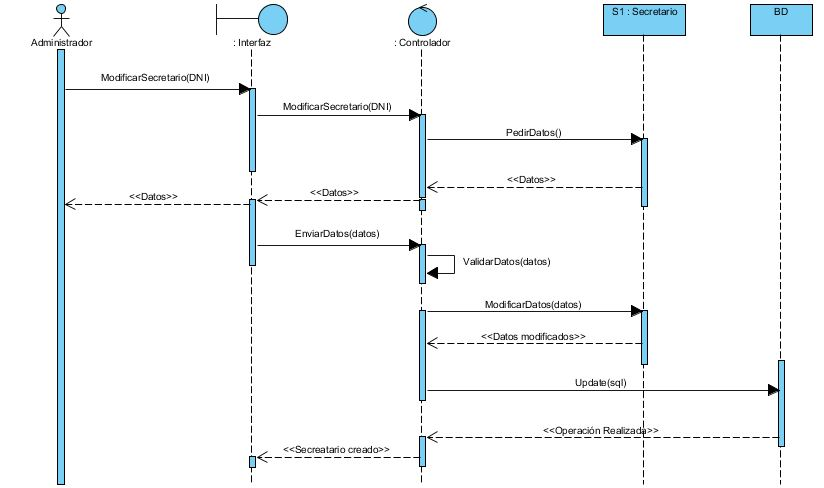 S1 : Secretario
BD
Administrador
: Interfaz
: Controlador
ModificarSecretario(DNI)
ModificarSecretario(DNI)
PedirDatos()
<<Datos>>
<<Datos>>
<<Datos>>
EnviarDatos(datos)
ValidarDatos(datos)
ModificarDatos(datos)
<<Datos modificados>>
Update(sql)
<<Operación Realizada>>
<<Secreatario creado>>